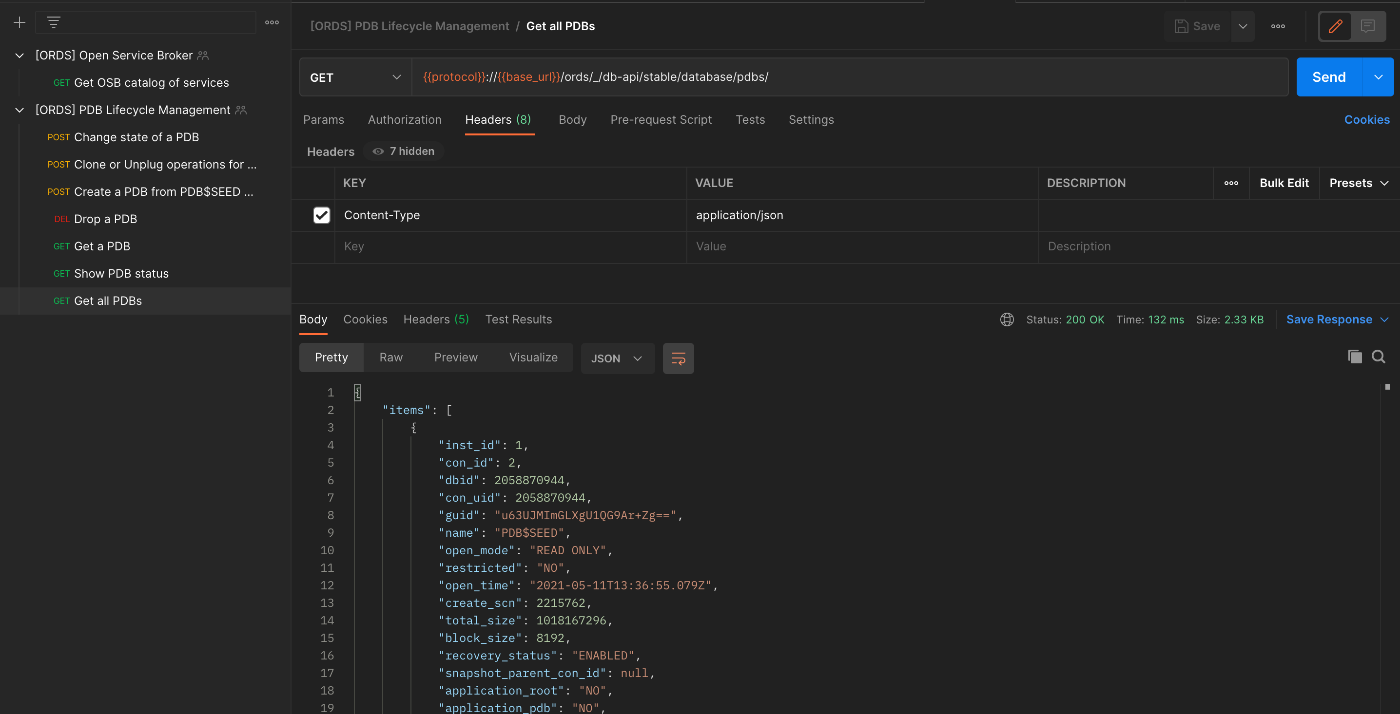 [ORDS] Open Service Broker
GET Get OSB catalog of services
[ORDS] PDB Lifecycle Management
POST Change state of a PDB
POST Clone or Unplug operations for ...
POST Create a PDB from PDB$SEED ...
DEL Drop a PDB
GET Get a PDB
GET Show PDB status
GET Get all PDBs
[ORDS] PDB Lifecycle Management / Get all PDBs
Save
GET {{protocol}}://{{base_url}}/ords/_/db-api/stable/database/pdbs/ Send
Params Authorization Headers (8) Body Pre-request Script Tests Settings Cookies
Headers 7 hidden
KEY VALUE DESCRIPTION Bulk Edit Presets
Content-Type application/json
Key Value Description
Body Cookies Headers (5) Test Results Status: 200 OK Time: 132 ms Size: 2.33 KB Save Response
Pretty Raw Preview Visualize JSON
1 {
2 "items": [
3 {
4 "inst_id": 1,
5 "con_id": 2,
6 "dbid": 2058870944,
7 "con_uid": 2058870944,
8 "guid": "u63UJMImGLXgU1QG9Ar+Zg==",
9 "name": "PDB$SEED",
10 "open_mode": "READ ONLY",
11 "restricted": "NO",
12 "open_time": "2021-05-11T13:36:55.079Z",
13 "create_scn": 2215762,
14 "total_size": 1018167296,
15 "block_size": 8192,
16 "recovery_status": "ENABLED",
17 "snapshot_parent_con_id": null,
18 "application_root": "NO",
19 "application_pdb": "NO",